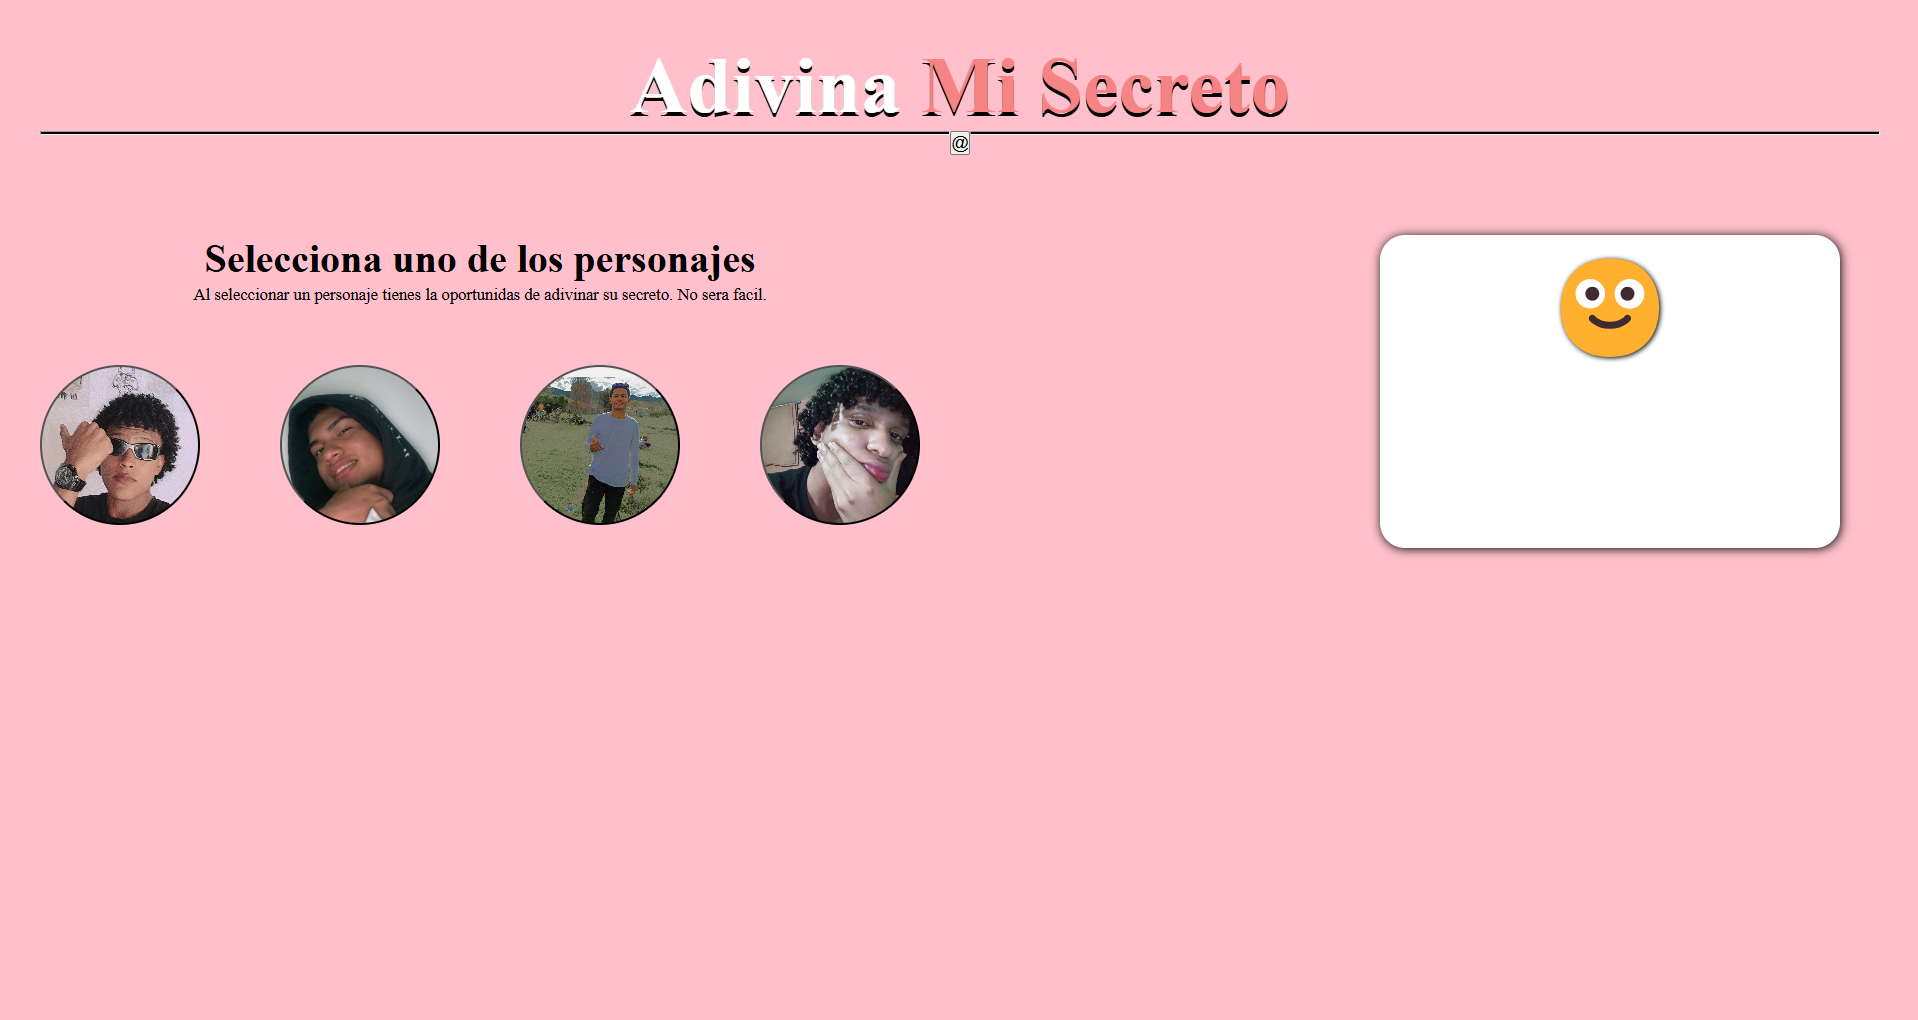 Adivina Mi Secreto
@
Selecciona uno de los personajes
Al seleccionar un personaje tienes la oportunidas de adivinar su secreto. No sera facil.